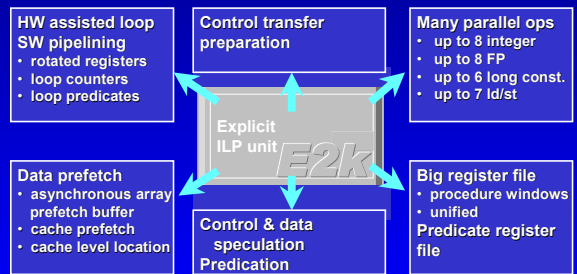 HW assisted loop
SW pipelining
• rotated registers
• loop counters
• loop predicates
Control transfer
preparation
Many parallel ops
• up to 8 integer
• up to 8 FP
• up to 6 long const.
• up to 7 ld/st
Explicit
ILP unit
E2k
Data prefetch
• asynchronous array
prefetch buffer
• cache prefetch
• cache level location
Control & data
speculation
Predication
Big register file
• procedure windows
• unified
Predicate register
file